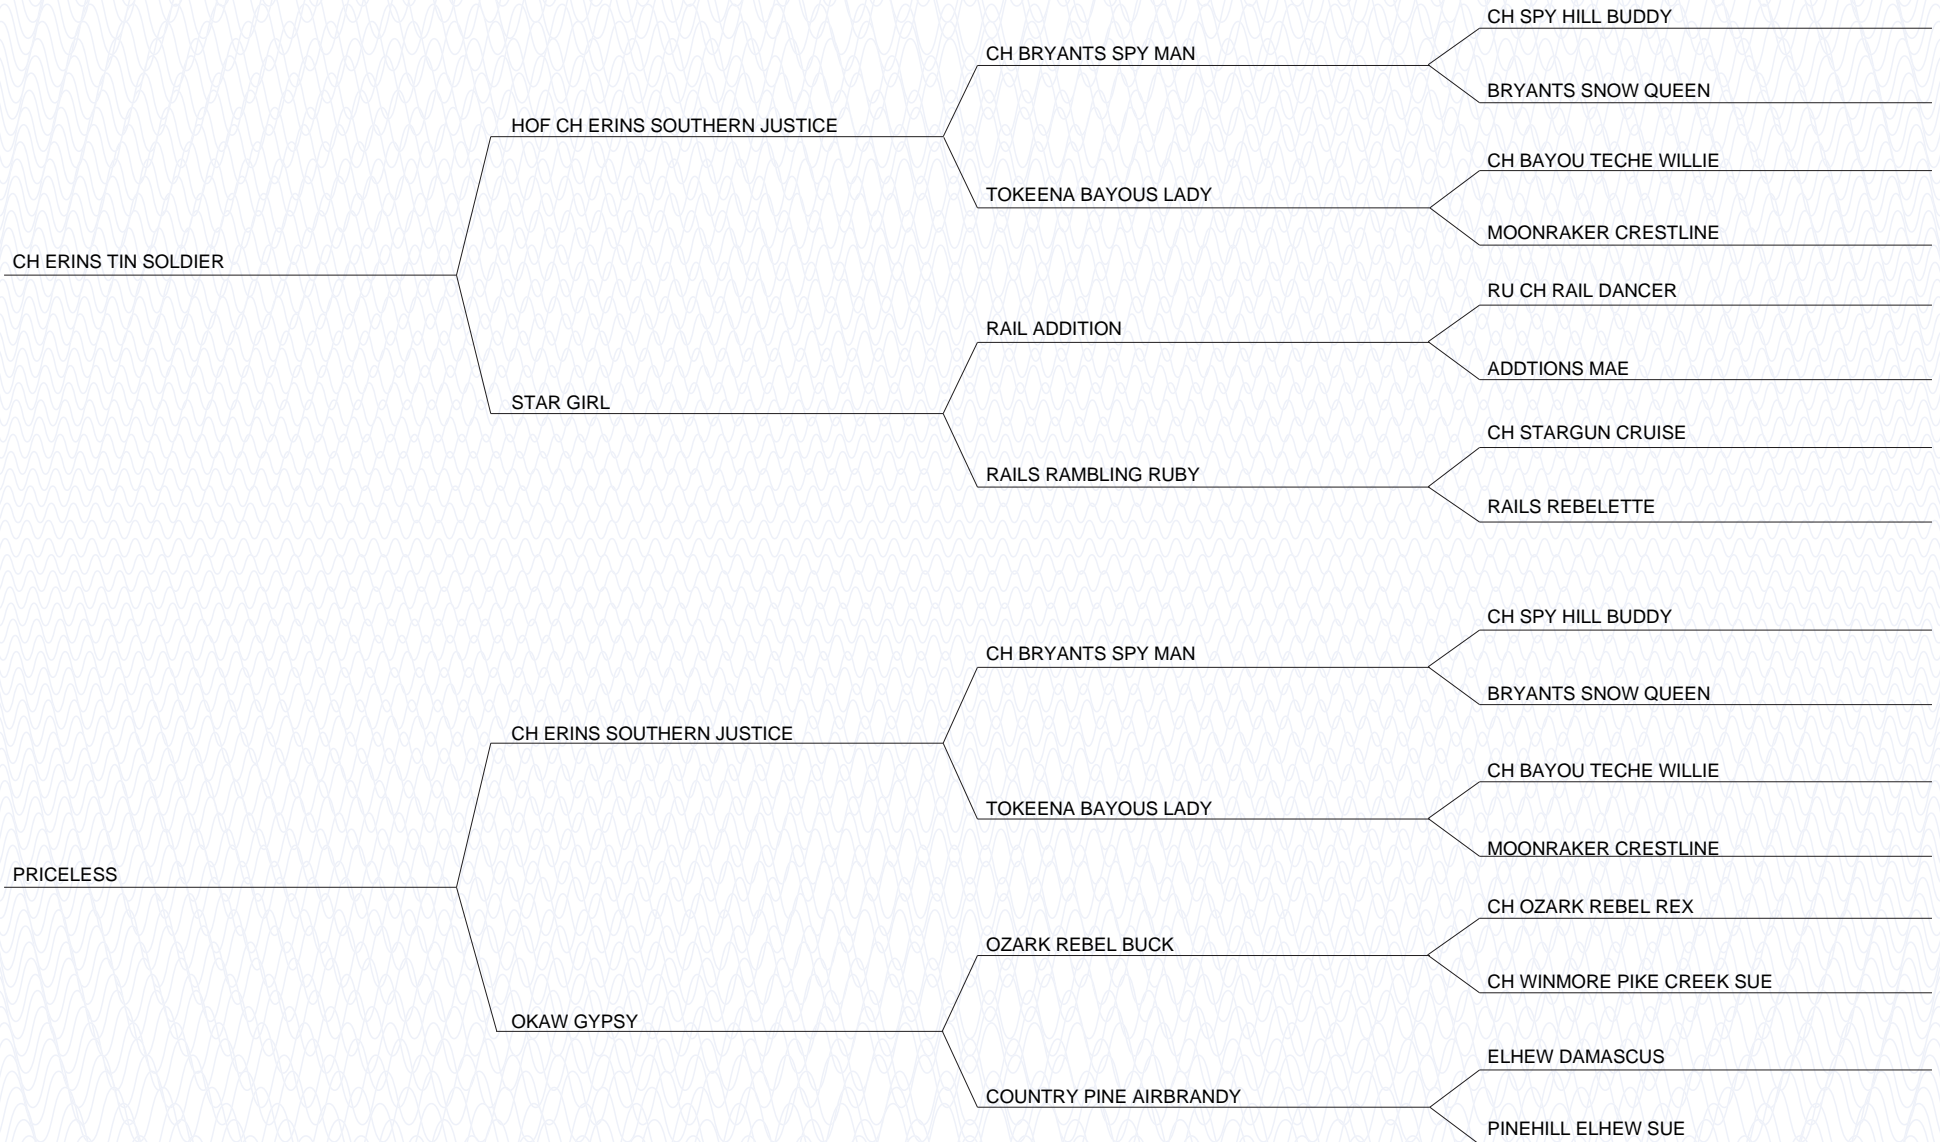 CH SPY HILL BUDDY
CH BRYANTS SPY MAN
BRYANTS SNOW QUEEN
HOF CH ERINS SOUTHERN JUSTICE
CH BAYOU TECHE WILLIE
TOKEENA BAYOUS LADY
MOONRAKER CRESTLINE
CH ERINS TIN SOLDIER
RU CH RAIL DANCER
RAIL ADDITION
ADDTIONS MAE
STAR GIRL
CH STARGUN CRUISE
RAILS RAMBLING RUBY
RAILS REBELETTE
CH SPY HILL BUDDY
CH BRYANTS SPY MAN
BRYANTS SNOW QUEEN
CH ERINS SOUTHERN JUSTICE
CH BAYOU TECHE WILLIE
TOKEENA BAYOUS LADY
MOONRAKER CRESTLINE
PRICELESS
CH OZARK REBEL REX
OZARK REBEL BUCK
CH WINMORE PIKE CREEK SUE
OKAW GYPSY
ELHEW DAMASCUS
COUNTRY PINE AIRBRANDY
PINEHILL ELHEW SUE